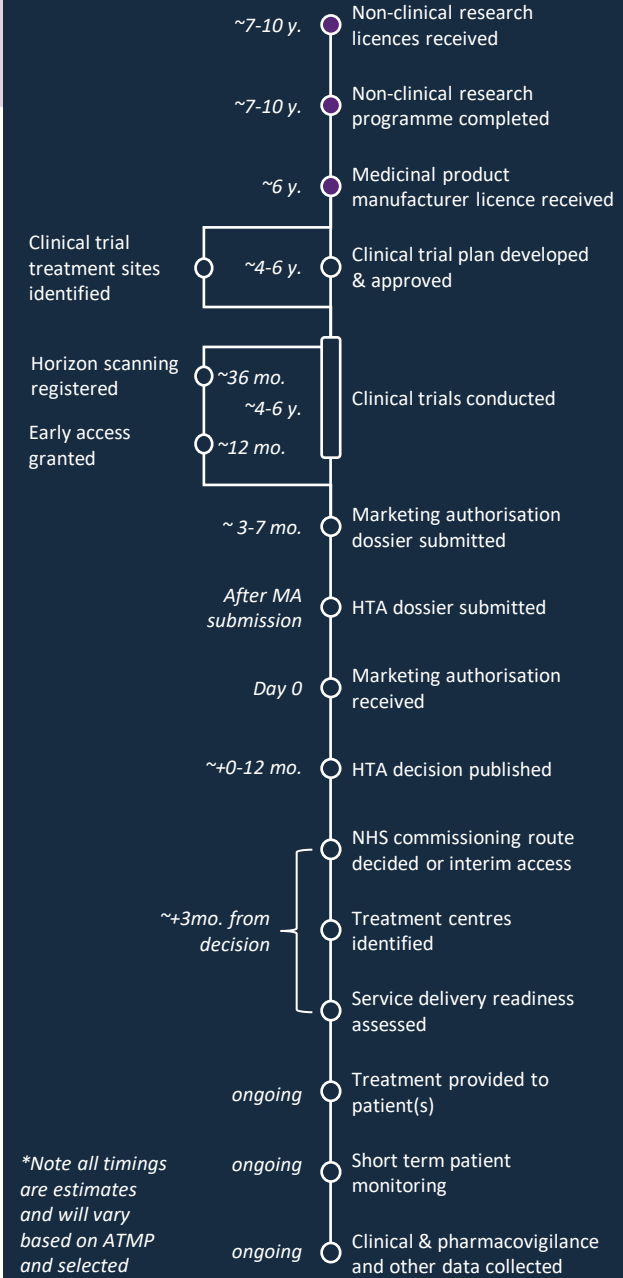 ~7-10 y.
Non-clinical research
licences received
~7-10 y.
Non-clinical research
programme completed
~6 y.
Medicinal product
manufacturer licence received
Clinical trial
treatment sites
identified
~4-6 y.
Clinical trial plan developed
& approved
Horizon scanning
registered
~36 mo.
~4-6 y.
Clinical trials conducted
Early access
granted
~12 mo.
~ 3-7 mo.
Marketing authorisation
dossier submitted
After MA
submission
HTA dossier submitted
Day 0
Marketing authorisation
received
~+0-12 mo.
HTA decision published
NHS commissioning route
decided or interim access
~+3mo. from
decision
Treatment centres
identified
Service delivery readiness
assessed
ongoing
Treatment provided to
patient(s)
ongoing
Short term patient
monitoring
ongoing
Clinical & pharmacovigilance
and other data collected
*Note all timings
are estimates
and will vary
based on ATMP
and selected